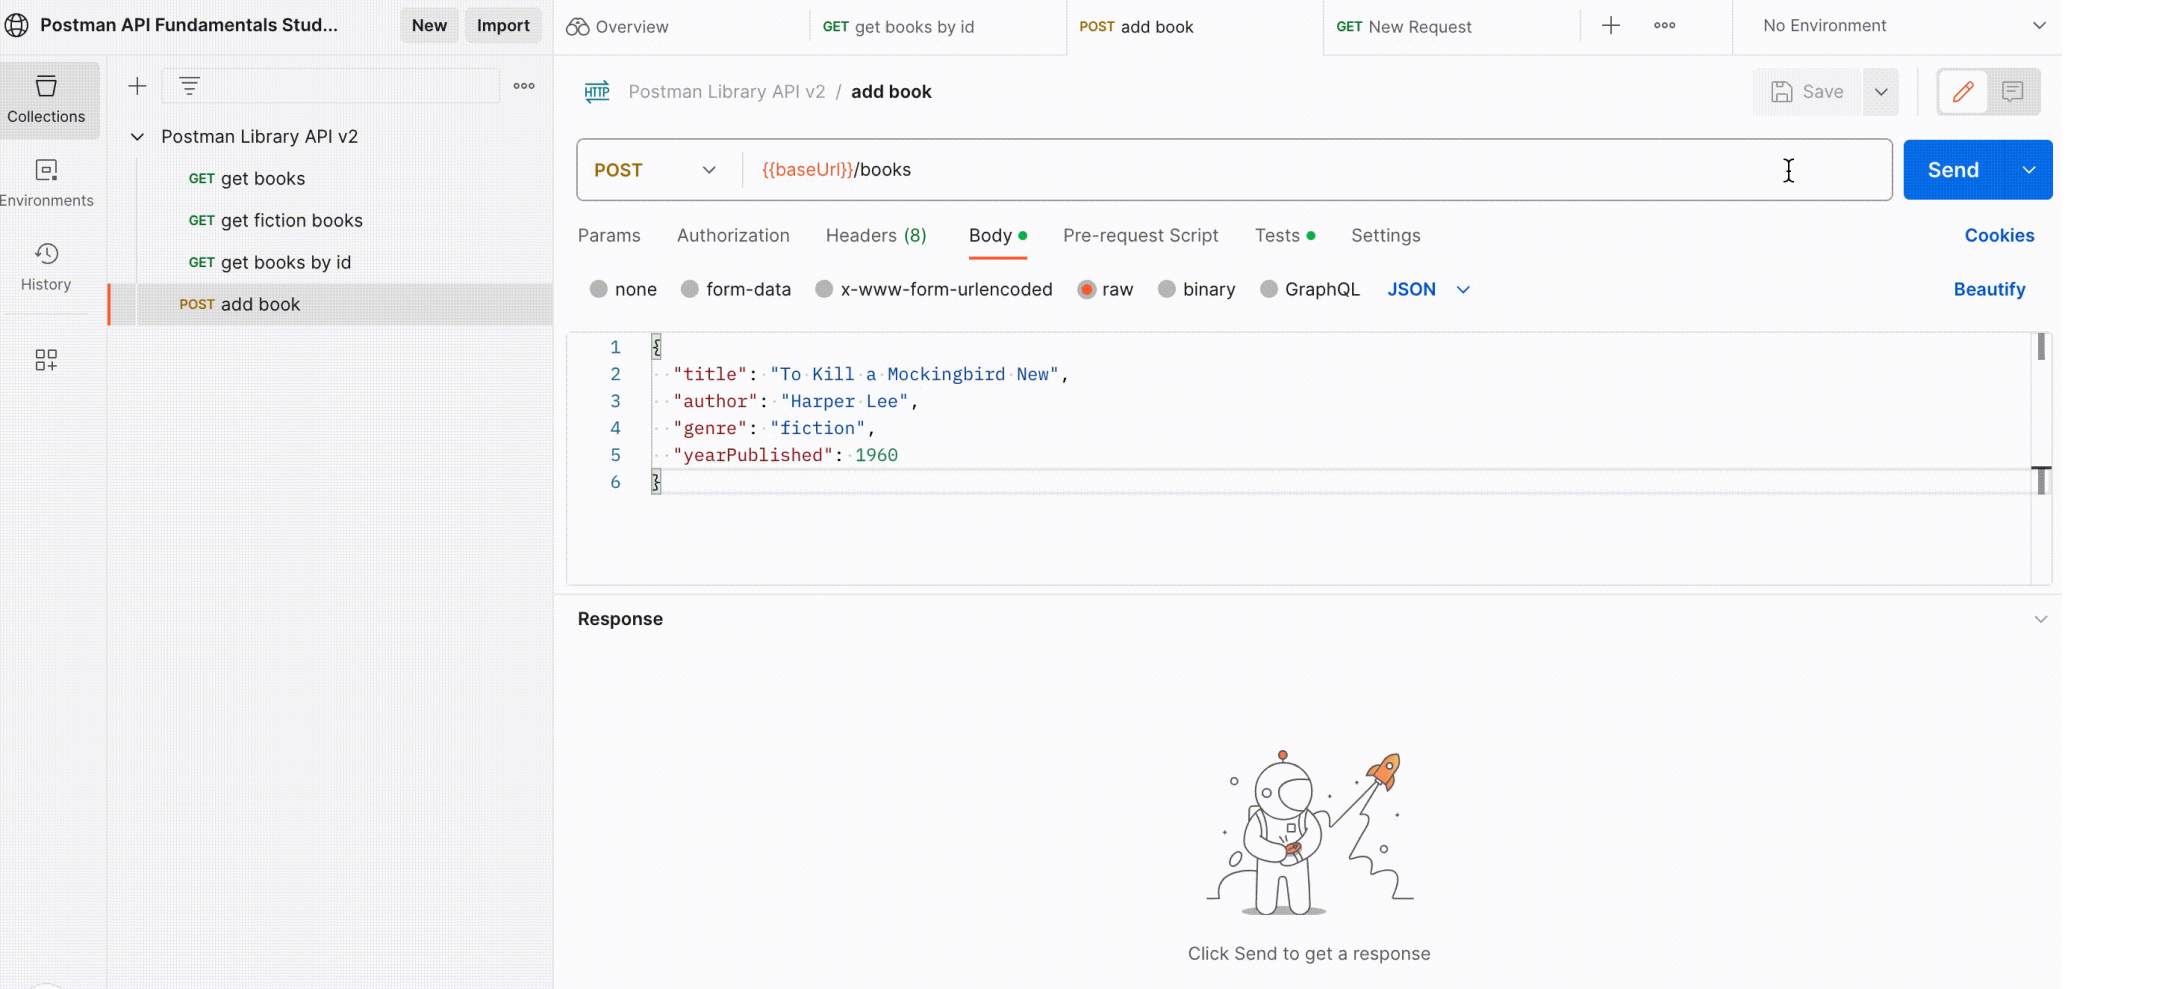 Postman API Fundamentals Stud... New Import
Overview GET get books by id POST add book GET New Request No Environment
Collections
Environments
History
Postman Library API v2
GET get books
GET get fiction books
GET get books by id
POST add book
HTTP Postman Library API v2 / add book Save
POST {{baseUrl}}/books Send
Params Authorization Headers (8) Body Pre-request Script Tests Settings Cookies
none form-data x-www-form-urlencoded raw binary GraphQL JSON Beautify
1 {
2 "title": "To Kill a Mockingbird New",
3 "author": "Harper Lee",
4 "genre": "fiction",
5 "yearPublished": 1960
6 }
Response
Click Send to get a response